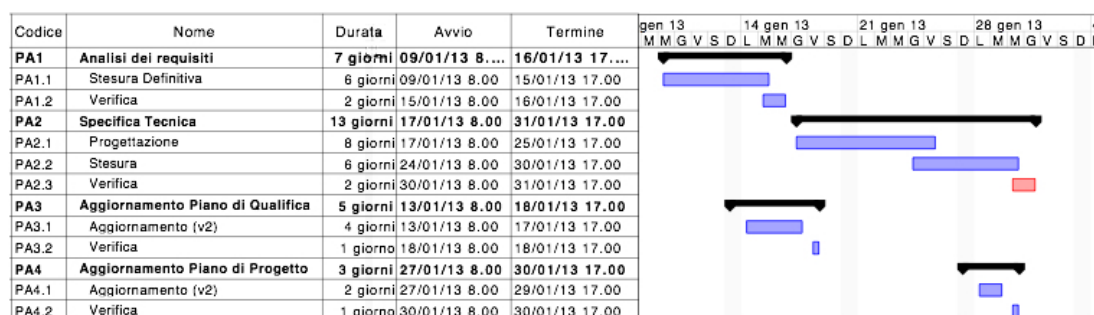 Codice Nome Durata Avvio Termine gen 13 14 gen 13 21 gen 13 28 gen 13
M M G V S D L M M G V S D L M M G V S D L M M G V S D
PA1 Analisi dei requisiti 7 giorni 09/01/13 8.... 16/01/13 17....
PA1.1 Stesura Definitiva 6 giorni 09/01/13 8.00 15/01/13 17.00
PA1.2 Verifica 2 giorni 15/01/13 8.00 16/01/13 17.00
PA2 Specifica Tecnica 13 giorni 17/01/13 8.00 31/01/13 17.00
PA2.1 Progettazione 8 giorni 17/01/13 8.00 25/01/13 17.00
PA2.2 Stesura 6 giorni 24/01/13 8.00 30/01/13 17.00
PA2.3 Verifica 2 giorni 30/01/13 8.00 31/01/13 17.00
PA3 Aggiornamento Piano di Qualifica 5 giorni 13/01/13 8.00 18/01/13 17.00
PA3.1 Aggiornamento (v2) 4 giorni 13/01/13 8.00 17/01/13 17.00
PA3.2 Verifica 1 giorno 18/01/13 8.00 18/01/13 17.00
PA4 Aggiornamento Piano di Progetto 3 giorni 27/01/13 8.00 30/01/13 17.00
PA4.1 Aggiornamento (v2) 2 giorni 27/01/13 8.00 29/01/13 17.00
PA4.2 Verifica 1 giorno 30/01/13 8.00 30/01/13 17.00